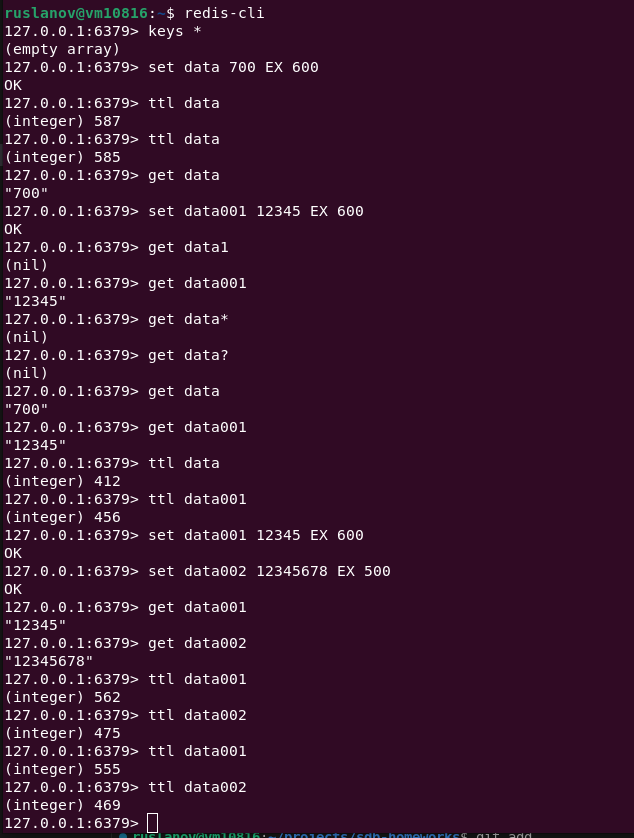 ruslanov@vm10816:~$ redis-cli
127.0.0.1:6379> keys *
(empty array)
127.0.0.1:6379> set data 700 EX 600
OK
127.0.0.1:6379> ttl data
(integer) 587
127.0.0.1:6379> ttl data
(integer) 585
127.0.0.1:6379> get data
"700"
127.0.0.1:6379> set data001 12345 EX 600
OK
127.0.0.1:6379> get data1
(nil)
127.0.0.1:6379> get data001
"12345"
127.0.0.1:6379> get data*
(nil)
127.0.0.1:6379> get data?
(nil)
127.0.0.1:6379> get data
"700"
127.0.0.1:6379> get data001
"12345"
127.0.0.1:6379> ttl data
(integer) 412
127.0.0.1:6379> ttl data001
(integer) 456
127.0.0.1:6379> set data001 12345 EX 600
OK
127.0.0.1:6379> set data002 12345678 EX 500
OK
127.0.0.1:6379> get data001
"12345"
127.0.0.1:6379> get data002
"12345678"
127.0.0.1:6379> ttl data001
(integer) 562
127.0.0.1:6379> ttl data002
(integer) 475
127.0.0.1:6379> ttl data001
(integer) 555
127.0.0.1:6379> ttl data002
(integer) 469
127.0.0.1:6379>
ruslanov@vm10816:~/projects/sdb-homeworks$ git add